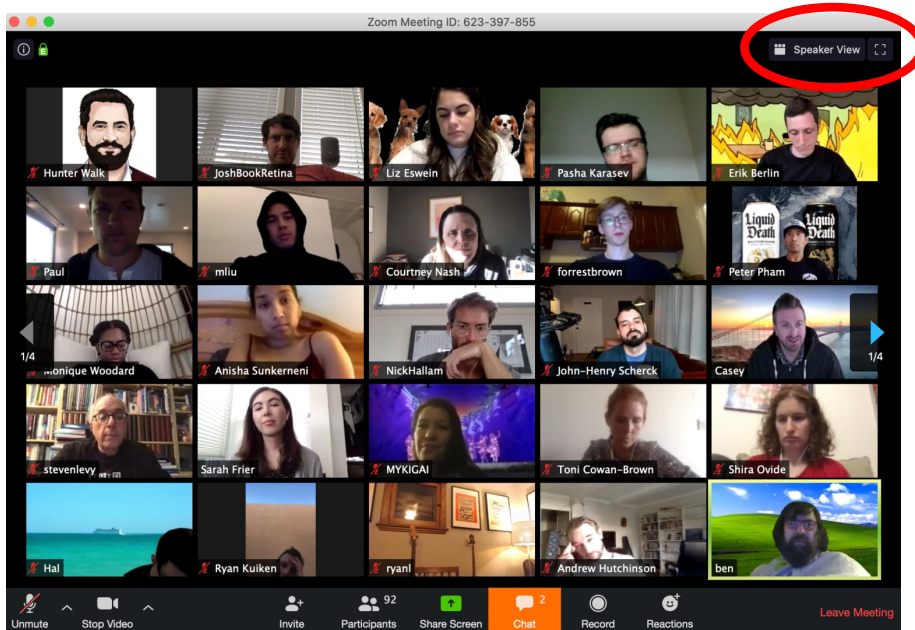 Zoom Meeting ID: 623-397-855
Speaker View
Hunter Walk
JoshBookRetina
Liz Eswein
Pasha Karasev
Erik Berlin
Liquid Death
Liquid Death
Paul
mliu
Courtney Nash
forrestbrown
Peter Pham
1/4
1/4
Monique Woodard
Anisha Sunkerneni
NickHallam
John-Henry Scherck
Casey
stevenlevy
Sarah Frier
MYKIGAI
Toni Cowan-Brown
Shira Ovide
Hal
Ryan Kuiken
ryanl
Andrew Hutchinson
ben
Unmute
Stop Video
Invite
92
Participants
Share Screen
2
Chat
Record
Reactions
Leave Meeting